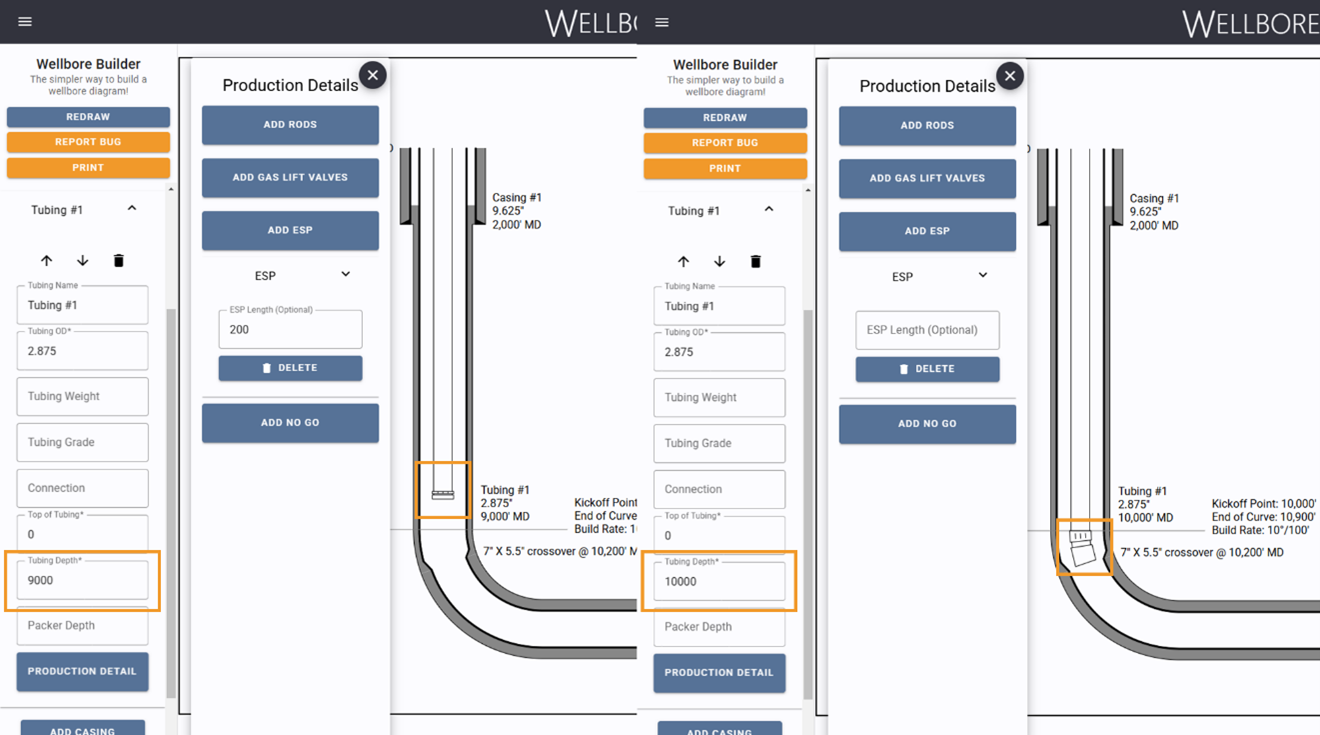 WELLB
Wellbore Builder
The simpler way to build a
wellbore diagram!
REDRAW
REPORT BUG
PRINT
Tubing #1
Tubing Name
Tubing #1
Tubing OD*
2.875
Tubing Weight
Tubing Grade
Connection
Top of Tubing*
0
Tubing Depth*
9000
Packer Depth
PRODUCTION DETAIL
ADD CASING
Production Details
ADD RODS
ADD GAS LIFT VALVES
ADD ESP
ESP
ESP Length (Optional)
200
DELETE
ADD NO GO
Casing #1
9.625"
2,000' MD
Tubing #1
2.875"
9,000' MD
Kickoff Point
End of Curve
Build Rate: 1
7" X 5.5" crossover @ 10,200' M
WELLBORE
Wellbore Builder
The simpler way to build a
wellbore diagram!
REDRAW
REPORT BUG
PRINT
Tubing #1
Tubing Name
Tubing #1
Tubing OD*
2.875
Tubing Weight
Tubing Grade
Connection
Top of Tubing*
0
Tubing Depth*
10000
Packer Depth
PRODUCTION DETAIL
ADD CASING
Production Details
ADD RODS
ADD GAS LIFT VALVES
ADD ESP
ESP
ESP Length (Optional)
DELETE
ADD NO GO
Casing #1
9.625"
2,000' MD
Tubing #1
2.875"
10,000' MD
Kickoff Point: 10,000'
End of Curve: 10,900'
Build Rate: 10°/100'
7" X 5.5" crossover @ 10,200' MD